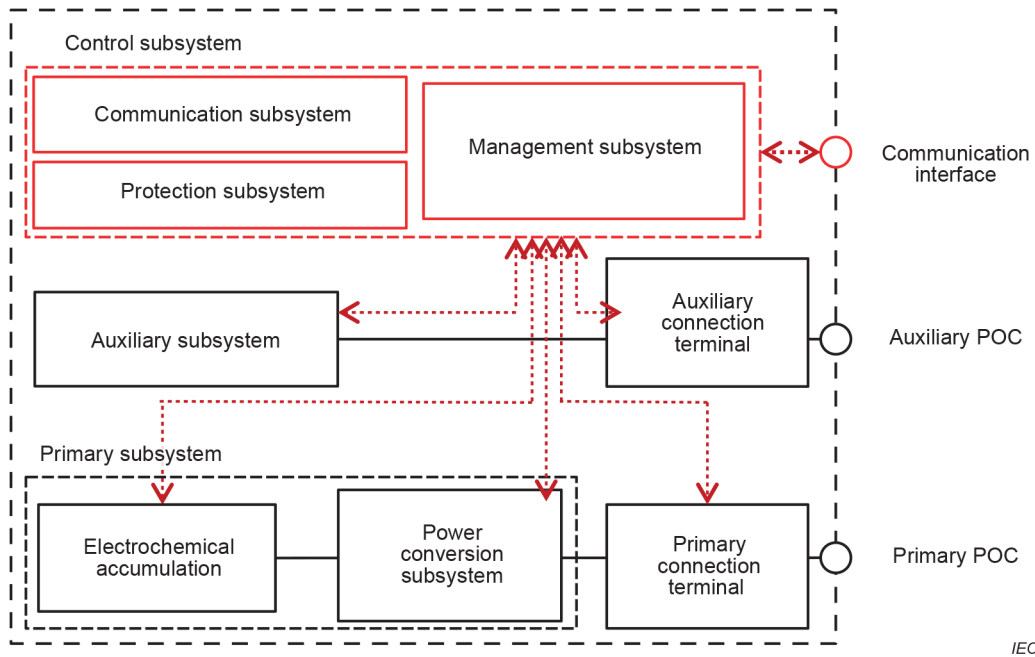 Control subsystem
Communication subsystem
Management subsystem
Protection subsystem
Communication
interface
Auxiliary subsystem
Auxiliary
connection
terminal
Auxiliary POC
Primary subsystem
Electrochemical
accumulation
Power
conversion
subsystem
Primary
connection
terminal
Primary POC
IEC